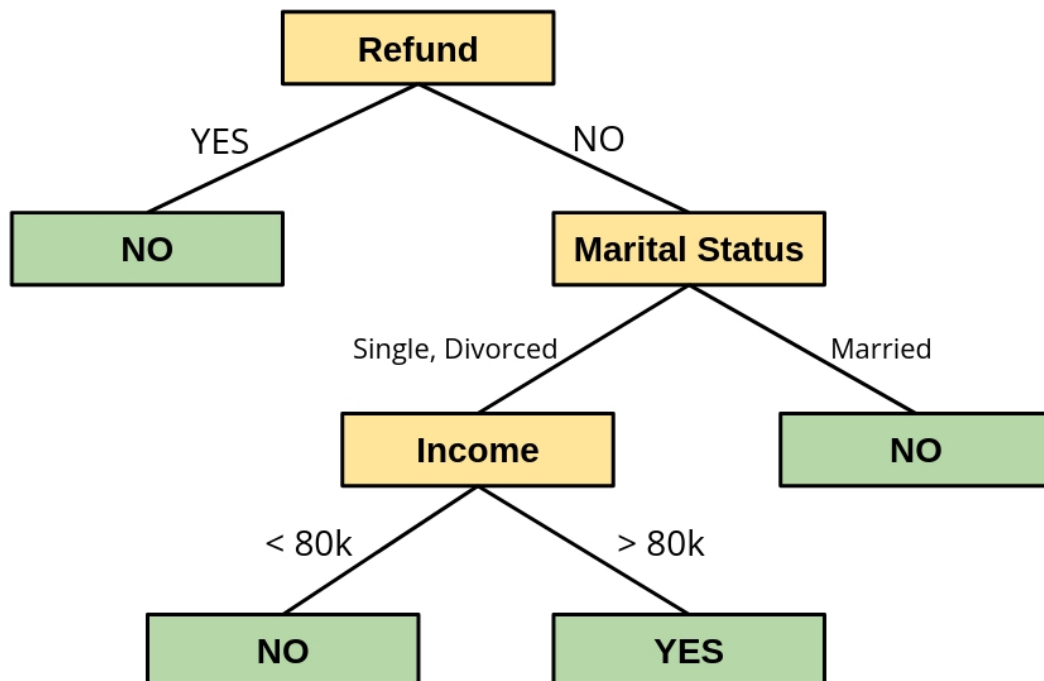 Refund
YES
NO
NO
Marital Status
Single, Divorced
Married
Income
NO
< 80k
> 80k
NO
YES